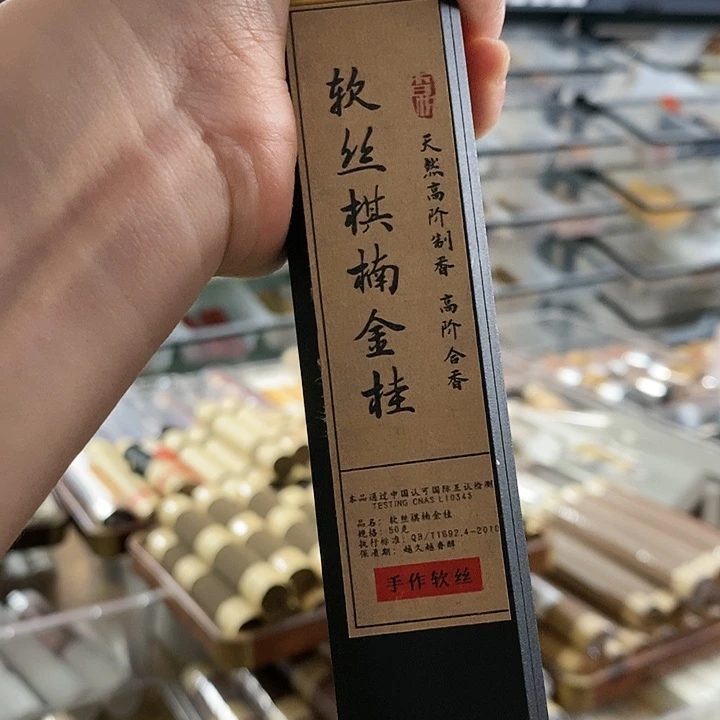 软丝棋楠金桂
天然高阶制香 高阶合香
本品通过中国认可国际互认检测
TESTING CNAS L10345
品名：软丝棋楠金桂
规格：50克
执行标准：QB/T1692.4-2010
保质期：越久越香醇
手作软丝